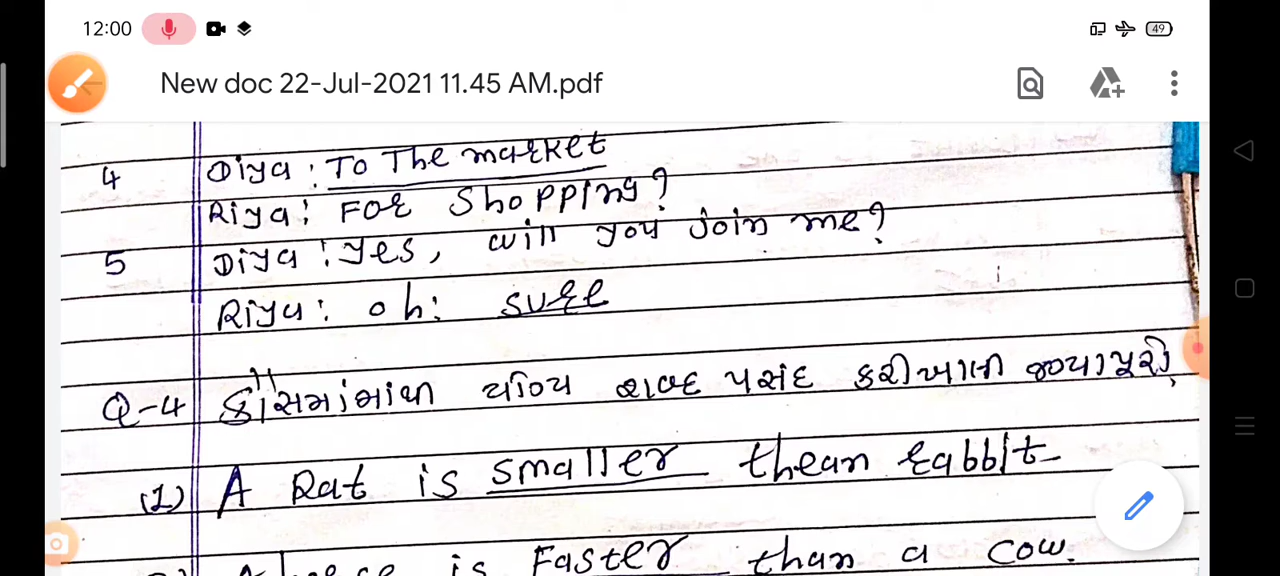 12:00 49
New doc 22-Jul-2021 11.45 AM.pdf
4 Diya: To The market
Riya: For Shopping?
5 Diya: Yes, will you join me?
Riya: oh: sure
Q-4 કૌંસમાંથી યોગ્ય શબ્દ પસંદ કરી ખાલી જગ્યા પૂરો.
(1) A Rat is smaller thean rabbit
is Faster than a cow.